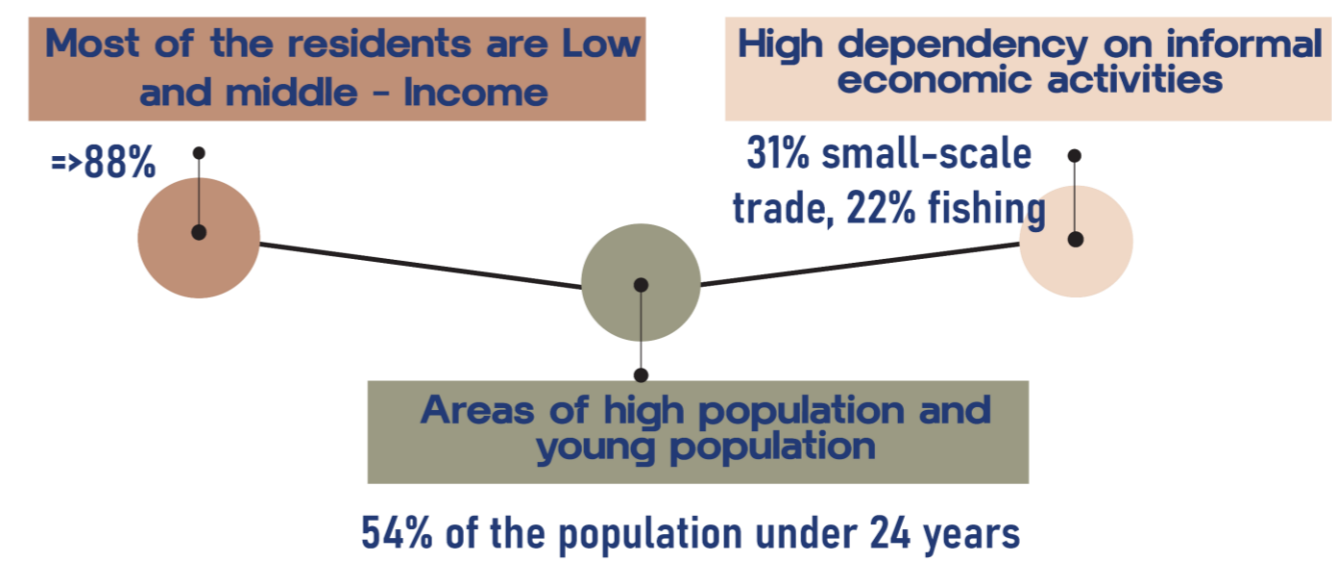 Most of the residents are Low
and middle - Income
=>88%
High dependency on informal
economic activities
31% small-scale
trade, 22% fishing
Areas of high population and
young population
54% of the population under 24 years